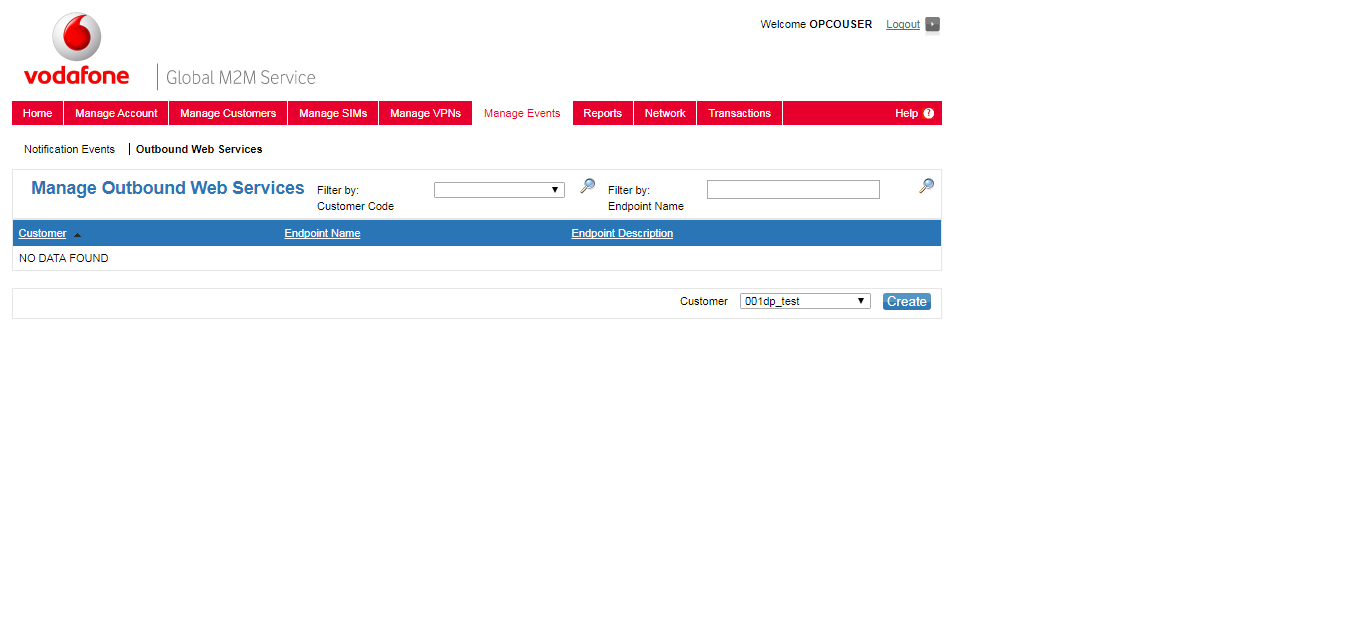 Welcome OPCOUSER Logout
vodafone
Global M2M Service
Home Manage Account Manage Customers Manage SIMs Manage VPNs Manage Events Reports Network Transactions Help ?
Notification Events Outbound Web Services
Manage Outbound Web Services Filter by: Filter by:
Customer Code Endpoint Name
Customer Endpoint Name Endpoint Description
NO DATA FOUND
Customer 001dp_test Create